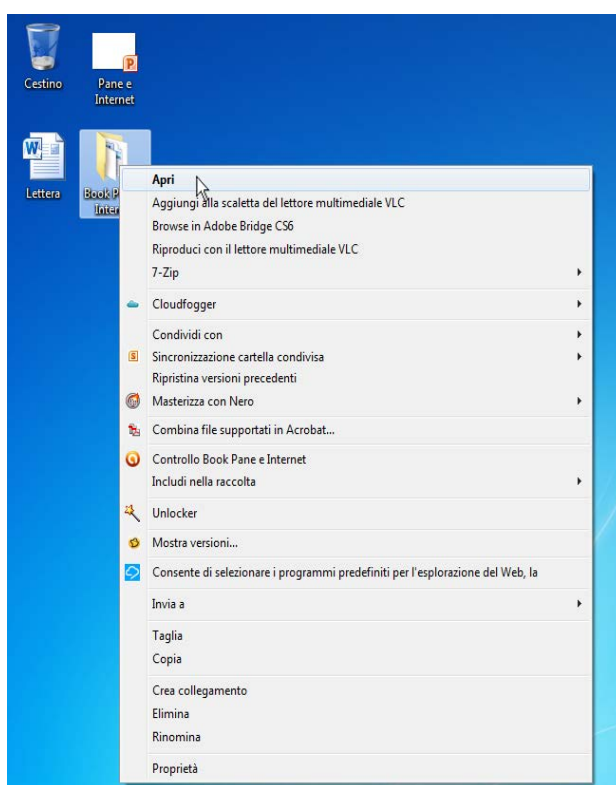 Cestino
Pane e
Internet
Lettera
Book P
Inter
Apri
Aggiungi alla scaletta del lettore multimediale VLC
Browse in Adobe Bridge CS6
Riproduci con il lettore multimediale VLC
7-Zip
Cloudfogger
Condividi con
Sincronizzazione cartella condivisa
Ripristina versioni precedenti
Masterizza con Nero
Combina file supportati in Acrobat...
Controllo Book Pane e Internet
Includi nella raccolta
Unlocker
Mostra versioni...
Consente di selezionare i programmi predefiniti per l'esplorazione del Web, la
Invia a
Taglia
Copia
Crea collegamento
Elimina
Rinomina
Proprietà